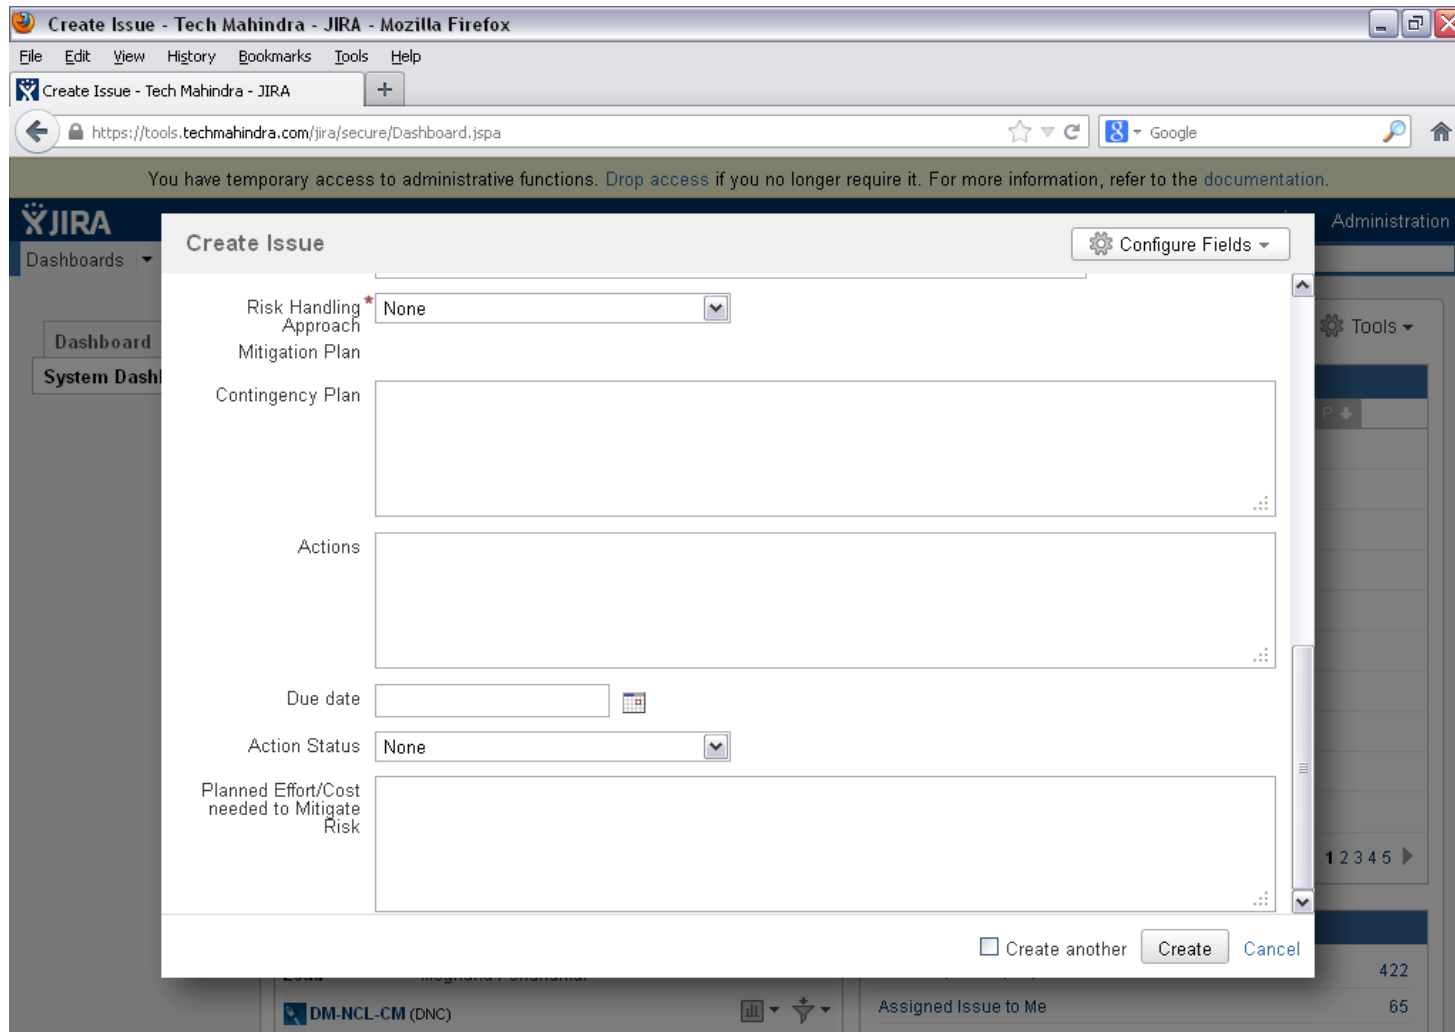 Create Issue - Tech Mahindra - JIRA - Mozilla Firefox
File Edit View History Bookmarks Tools Help
Create Issue - Tech Mahindra - JIRA
https://tools.techmahindra.com/jira/secure/Dashboard.jspa
Google
You have temporary access to administrative functions. Drop access if you no longer require it. For more information, refer to the documentation.
JIRA
Administration
Dashboards
Create Issue
Configure Fields
Tools
Dashboard
System Dash
P
Risk Handling
Approach
*
None
Mitigation Plan
Contingency Plan
Actions
Due date
Action Status
None
Planned Effort/Cost
needed to Mitigate
Risk
1 2 3 4 5
Create another
Create
Cancel
422
DM-NCL-CM (DNC)
Assigned Issue to Me
65